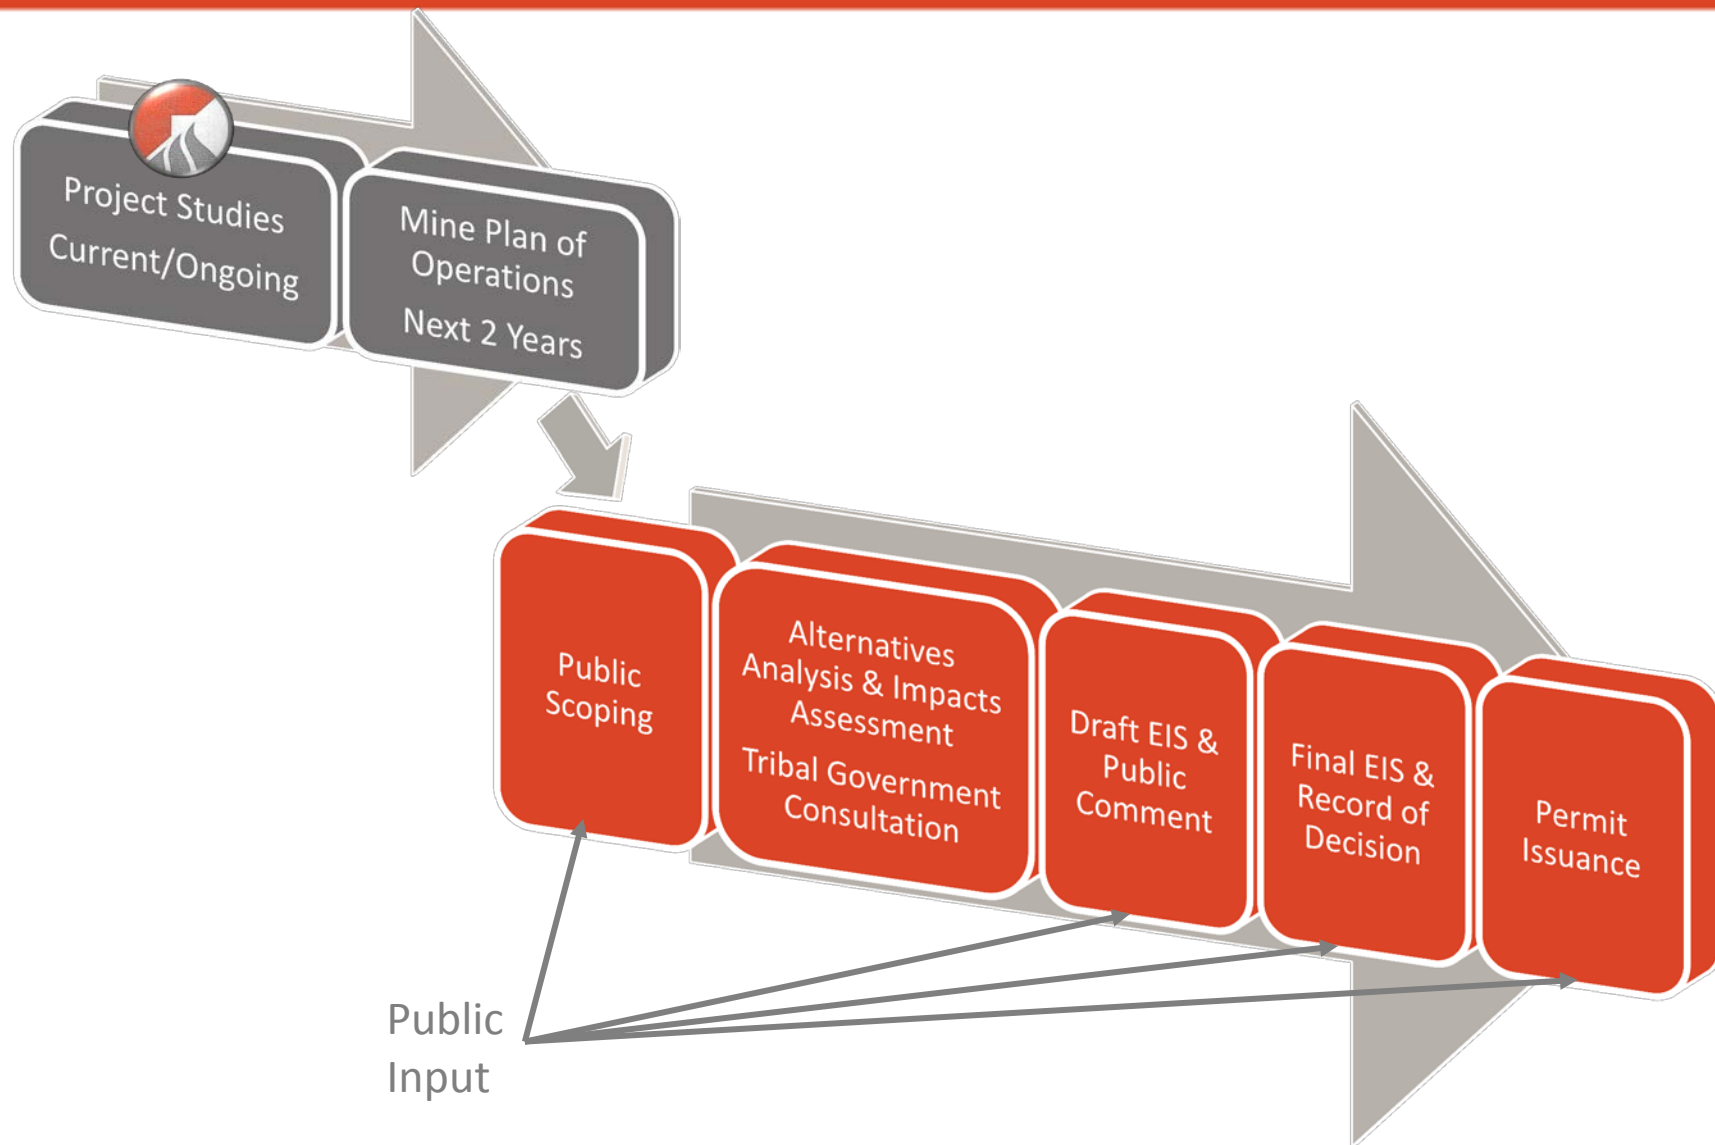 Project Studies
Current/Ongoing
Mine Plan of
Operations
Next 2 Years
Public
Scoping
Alternatives
Analysis & Impacts
Assessment
Tribal Government
Consultation
Draft EIS &
Public
Comment
Final EIS &
Record of
Decision
Permit
Issuance
Public
Input